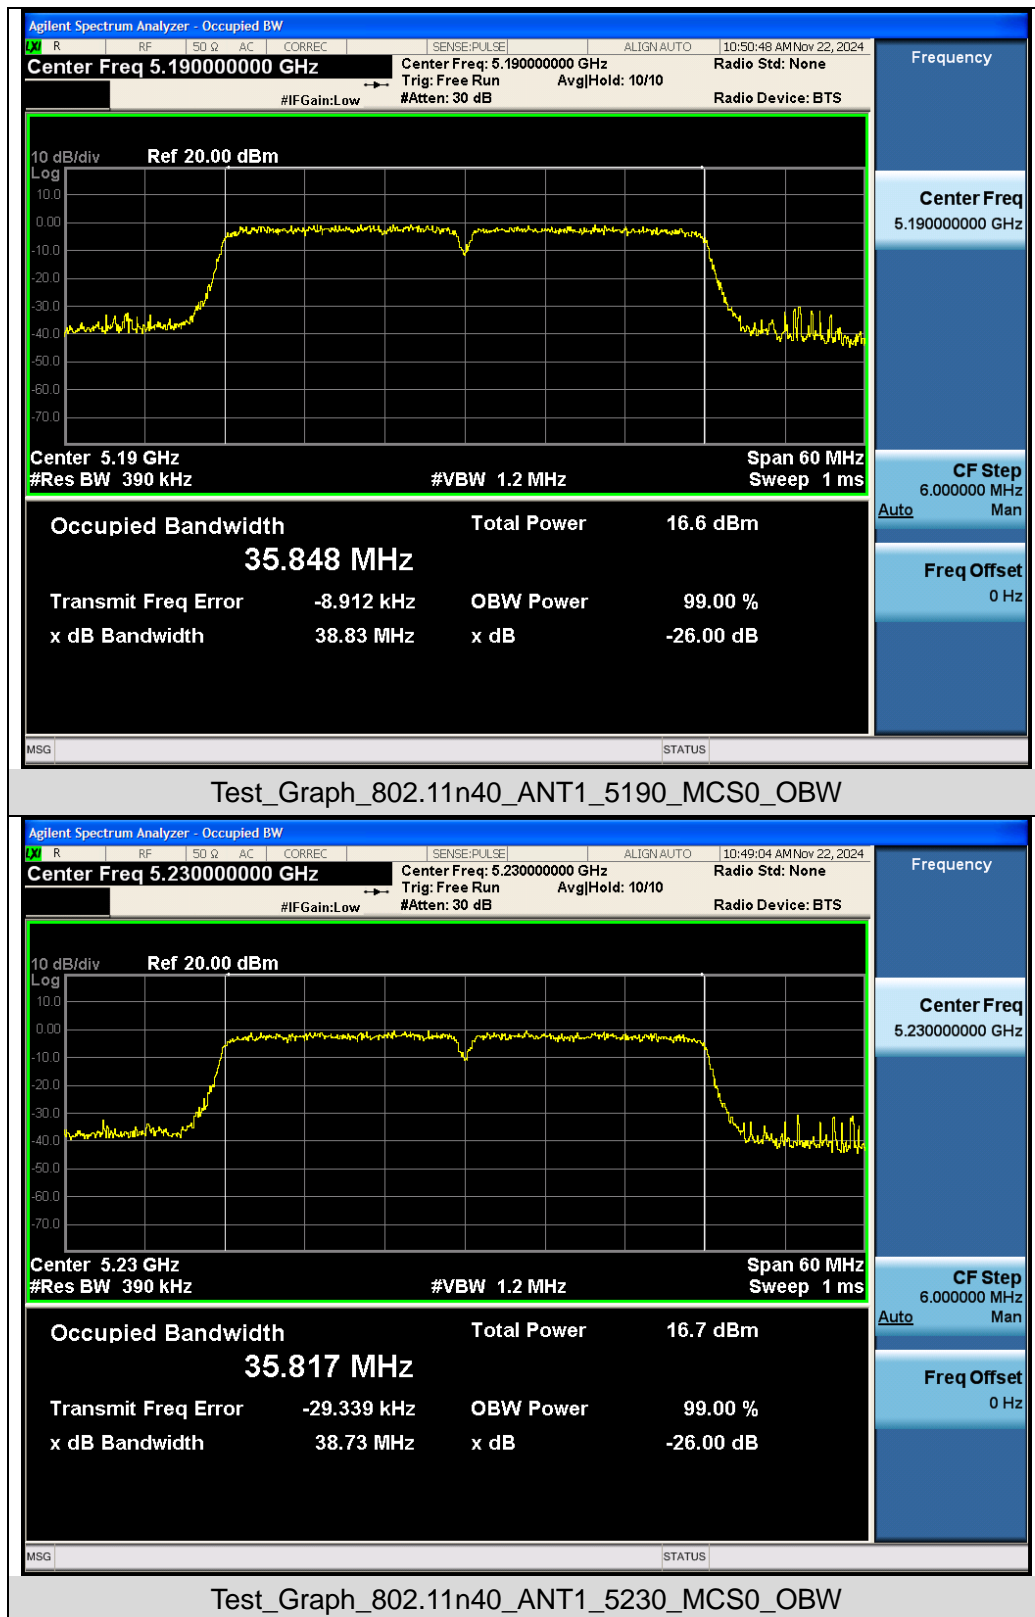 Agilent Spectrum Analyzer - Occupied BW
LXI R RF 50 Ω AC CORREC SENSE:PULSE ALIGN AUTO 10:50:48 AM Nov 22, 2024
Center Freq 5.190000000 GHz
Center Freq: 5.190000000 GHz
Radio Std: None
Trig: Free Run Avg|Hold: 10/10
#IFGain:Low
#Atten: 30 dB
Radio Device: BTS
Frequency
10 dB/div Ref 20.00 dBm
Log
10.0
0.00
-10.0
-20.0
-30.0
-40.0
-50.0
-60.0
-70.0
Center Freq
5.190000000 GHz
Center 5.19 GHz
Span 60 MHz
#Res BW 390 kHz
#VBW 1.2 MHz
Sweep 1 ms
CF Step
6.000000 MHz
Auto Man
Freq Offset
0 Hz
Occupied Bandwidth
Total Power 16.6 dBm
35.848 MHz
Transmit Freq Error -8.912 kHz OBW Power 99.00 %
x dB Bandwidth 38.83 MHz x dB -26.00 dB
MSG
STATUS
Test_Graph_802.11n40_ANT1_5190_MCS0_OBW
Agilent Spectrum Analyzer - Occupied BW
LXI R RF 50 Ω AC CORREC SENSE:PULSE ALIGN AUTO 10:49:04 AM Nov 22, 2024
Center Freq 5.230000000 GHz
Center Freq: 5.230000000 GHz
Radio Std: None
Trig: Free Run Avg|Hold: 10/10
#IFGain:Low
#Atten: 30 dB
Radio Device: BTS
Frequency
10 dB/div Ref 20.00 dBm
Log
10.0
0.00
-10.0
-20.0
-30.0
-40.0
-50.0
-60.0
-70.0
Center Freq
5.230000000 GHz
Center 5.23 GHz
Span 60 MHz
#Res BW 390 kHz
#VBW 1.2 MHz
Sweep 1 ms
CF Step
6.000000 MHz
Auto Man
Freq Offset
0 Hz
Occupied Bandwidth
Total Power 16.7 dBm
35.817 MHz
Transmit Freq Error -29.339 kHz OBW Power 99.00 %
x dB Bandwidth 38.73 MHz x dB -26.00 dB
MSG
STATUS
Test_Graph_802.11n40_ANT1_5230_MCS0_OBW